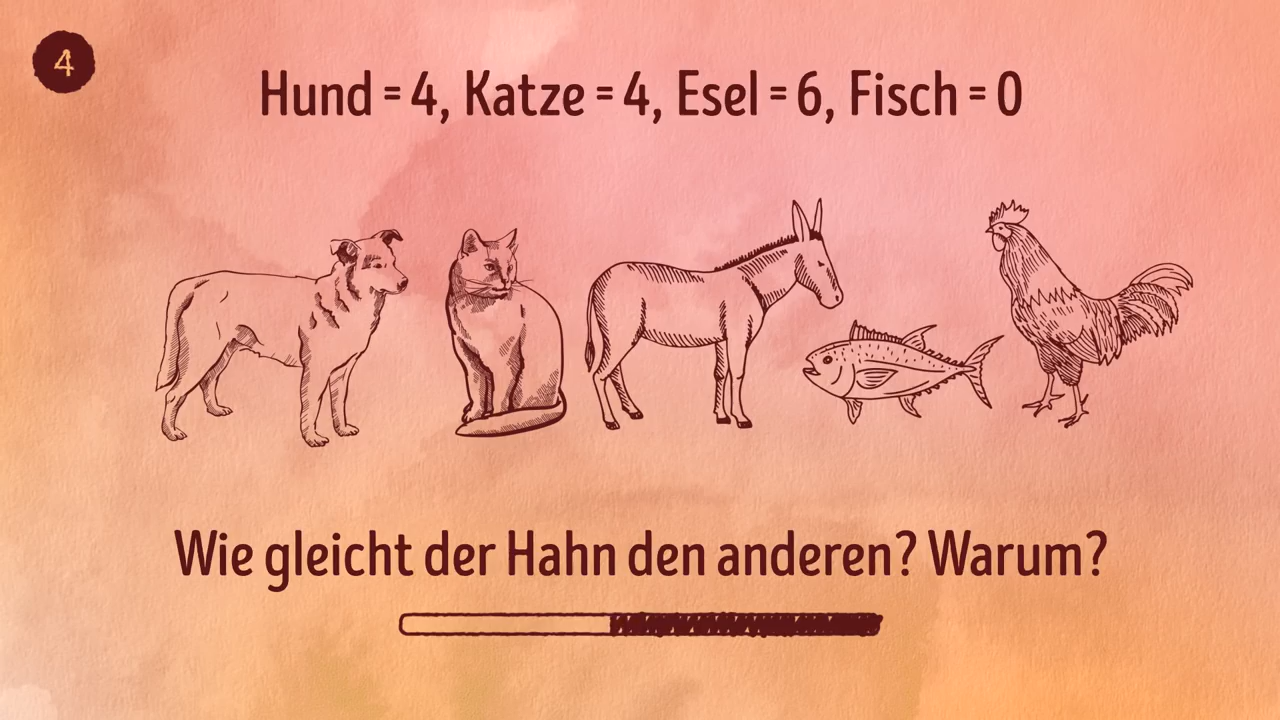 4
Hund = 4, Katze = 4, Esel = 6, Fisch = 0
Wie gleicht der Hahn den anderen? Warum?